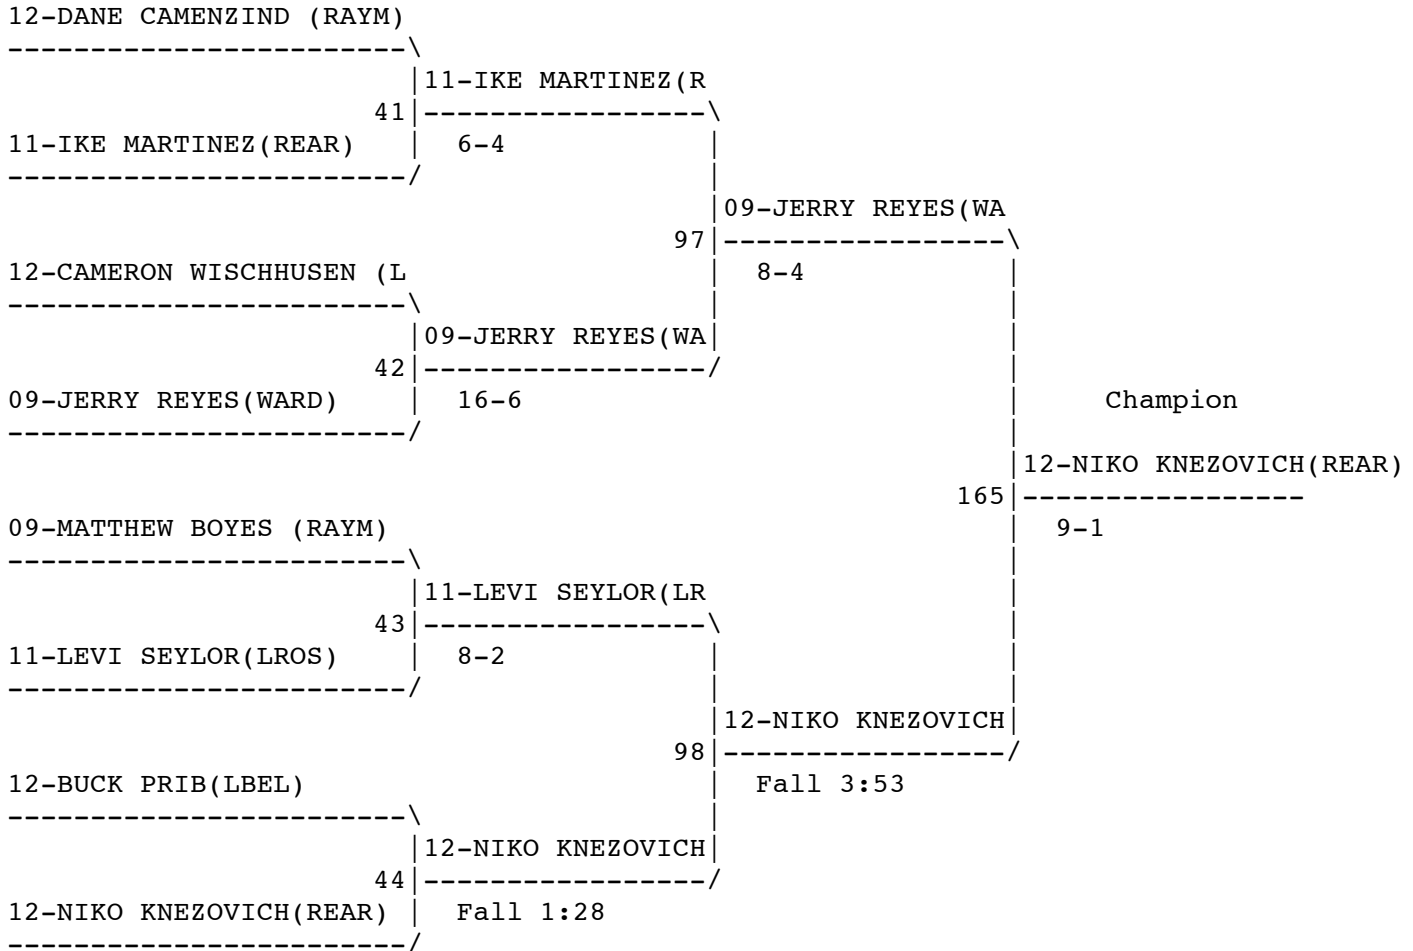 12-DANE CAMENZIND (RAYM)
11-IKE MARTINEZ(R
41
11-IKE MARTINEZ(REAR) 6-4
09-JERRY REYES(WA
97
12-CAMERON WISCHHUSEN (L 8-4
09-JERRY REYES(WA
42
09-JERRY REYES(WARD) 16-6 Champion
12-NIKO KNEZOVICH(REAR)
165
09-MATTHEW BOYES (RAYM) 9-1
11-LEVI SEYLOR(LR
43
11-LEVI SEYLOR(LROS) 8-2
12-NIKO KNEZOVICH
98
12-BUCK PRIB(LBEL) Fall 3:53
12-NIKO KNEZOVICH
44
12-NIKO KNEZOVICH(REAR) Fall 1:28